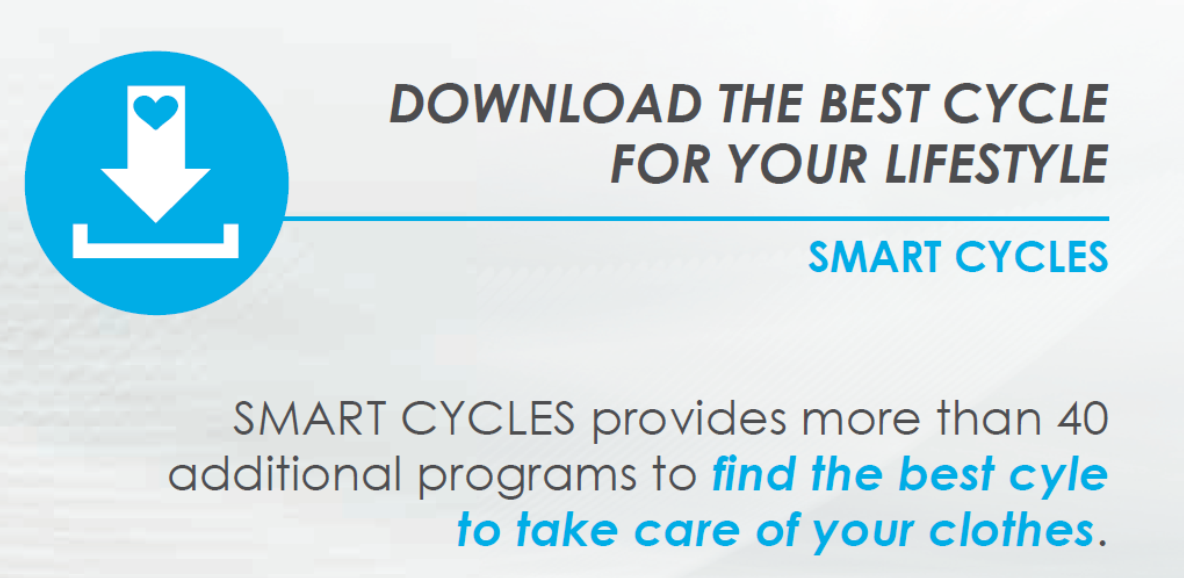 DOWNLOAD THE BEST CYCLE
FOR YOUR LIFESTYLE
SMART CYCLES
SMART CYCLES provides more than 40
additional programs to find the best cyle
to take care of your clothes.